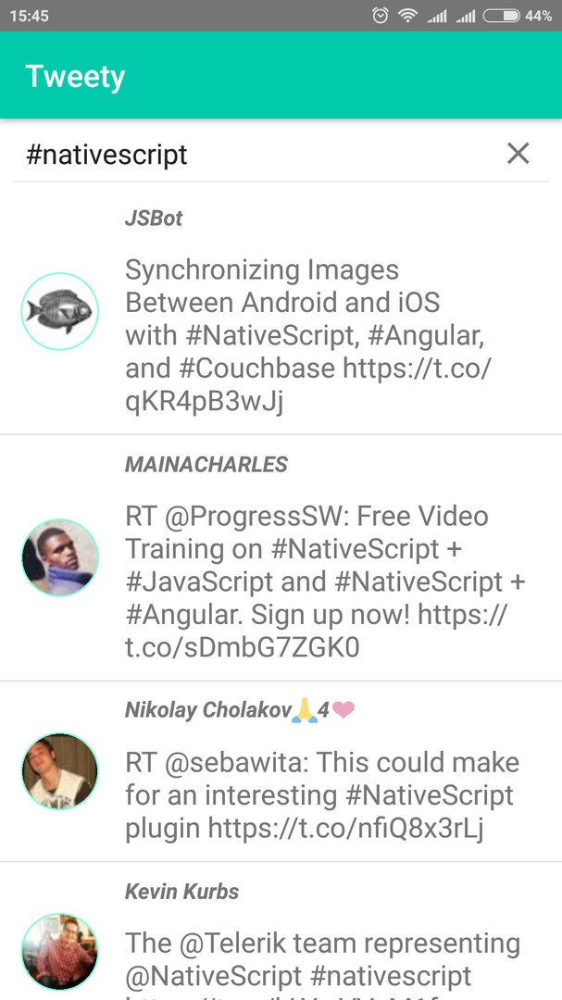 15:45 44%
Tweety
#nativescript
JSBot
Synchronizing Images
Between Android and iOS
with #NativeScript, #Angular,
and #Couchbase https://t.co/
qKR4pB3wJj
MAINACHARLES
RT @ProgressSW: Free Video
Training on #NativeScript +
#JavaScript and #NativeScript +
#Angular. Sign up now! https://
t.co/sDmbG7ZGK0
Nikolay Cholakov🙏4❤
RT @sebawita: This could make
for an interesting #NativeScript
plugin https://t.co/nfiQ8x3rLj
Kevin Kurbs
The @Telerik team representing
@NativeScript #nativescript